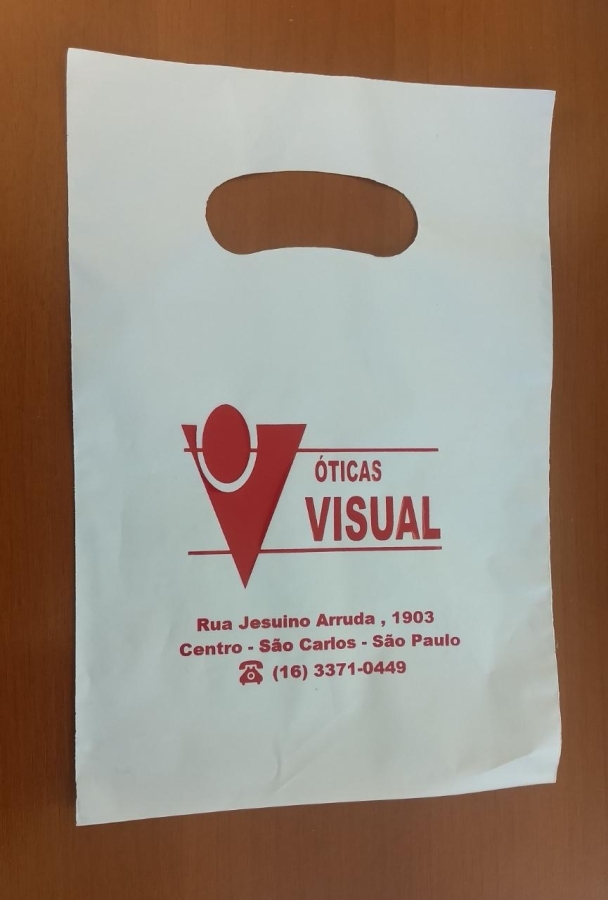 ÓTICAS
VISUAL
Rua Jesuino Arruda , 1903
Centro - São Carlos - São Paulo
(16) 3371-0449